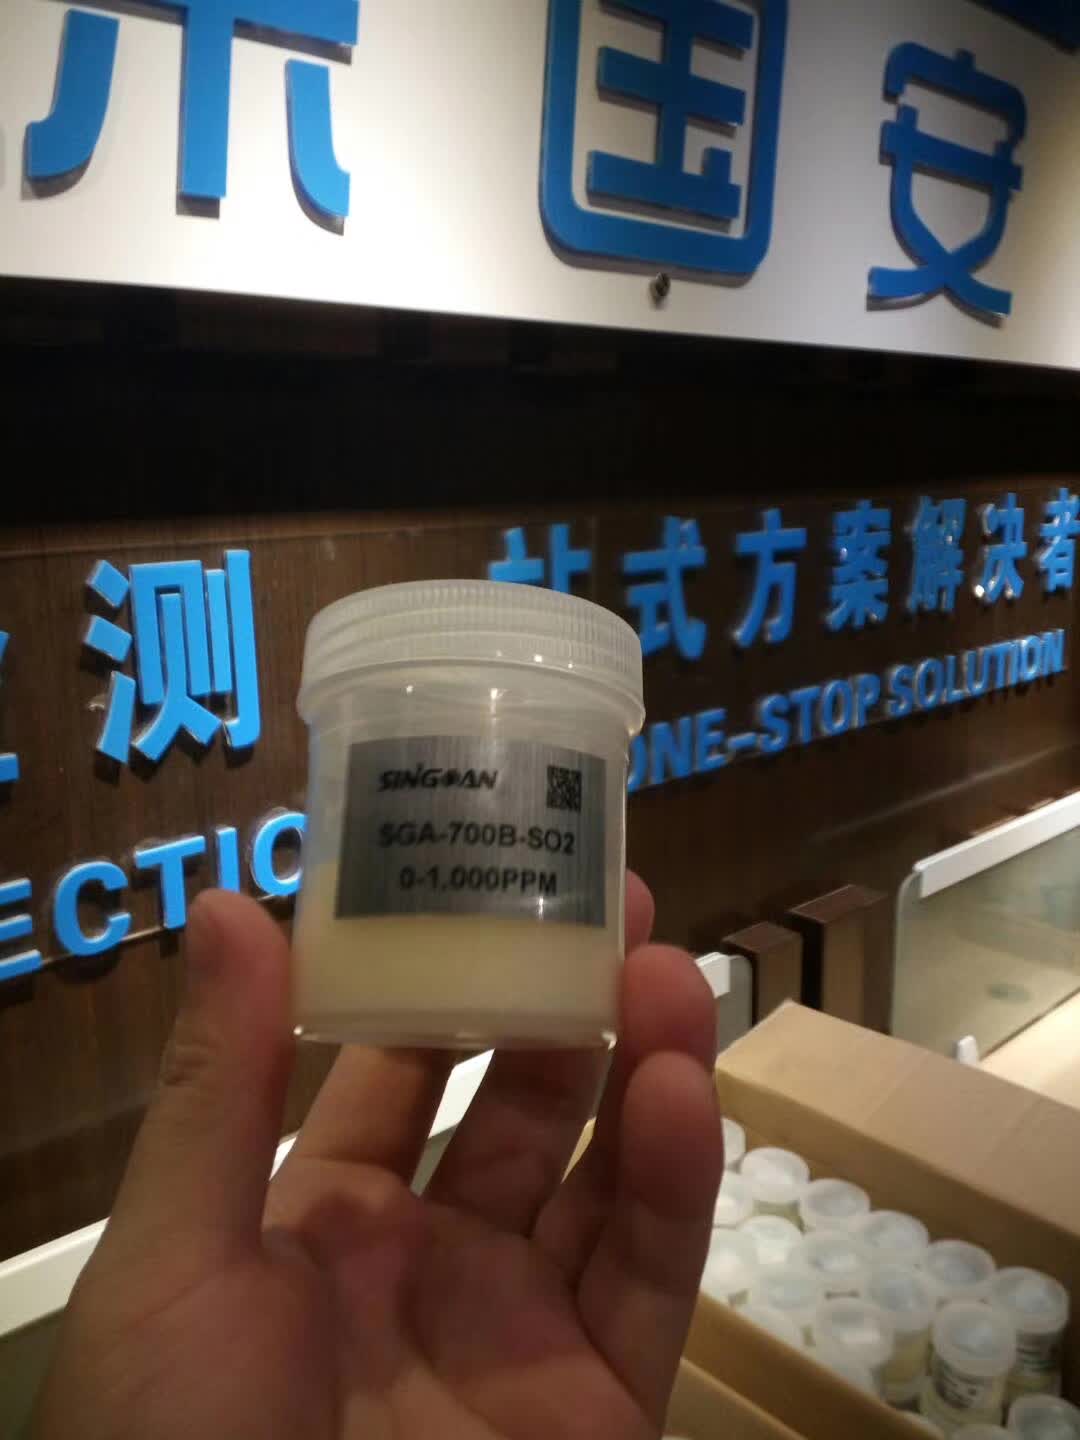 国安
测 站式方案解决者
ECTIO ONE-STOP SOLUTION
SINGOAN
SGA-700B-SO2
0-1.000PPM